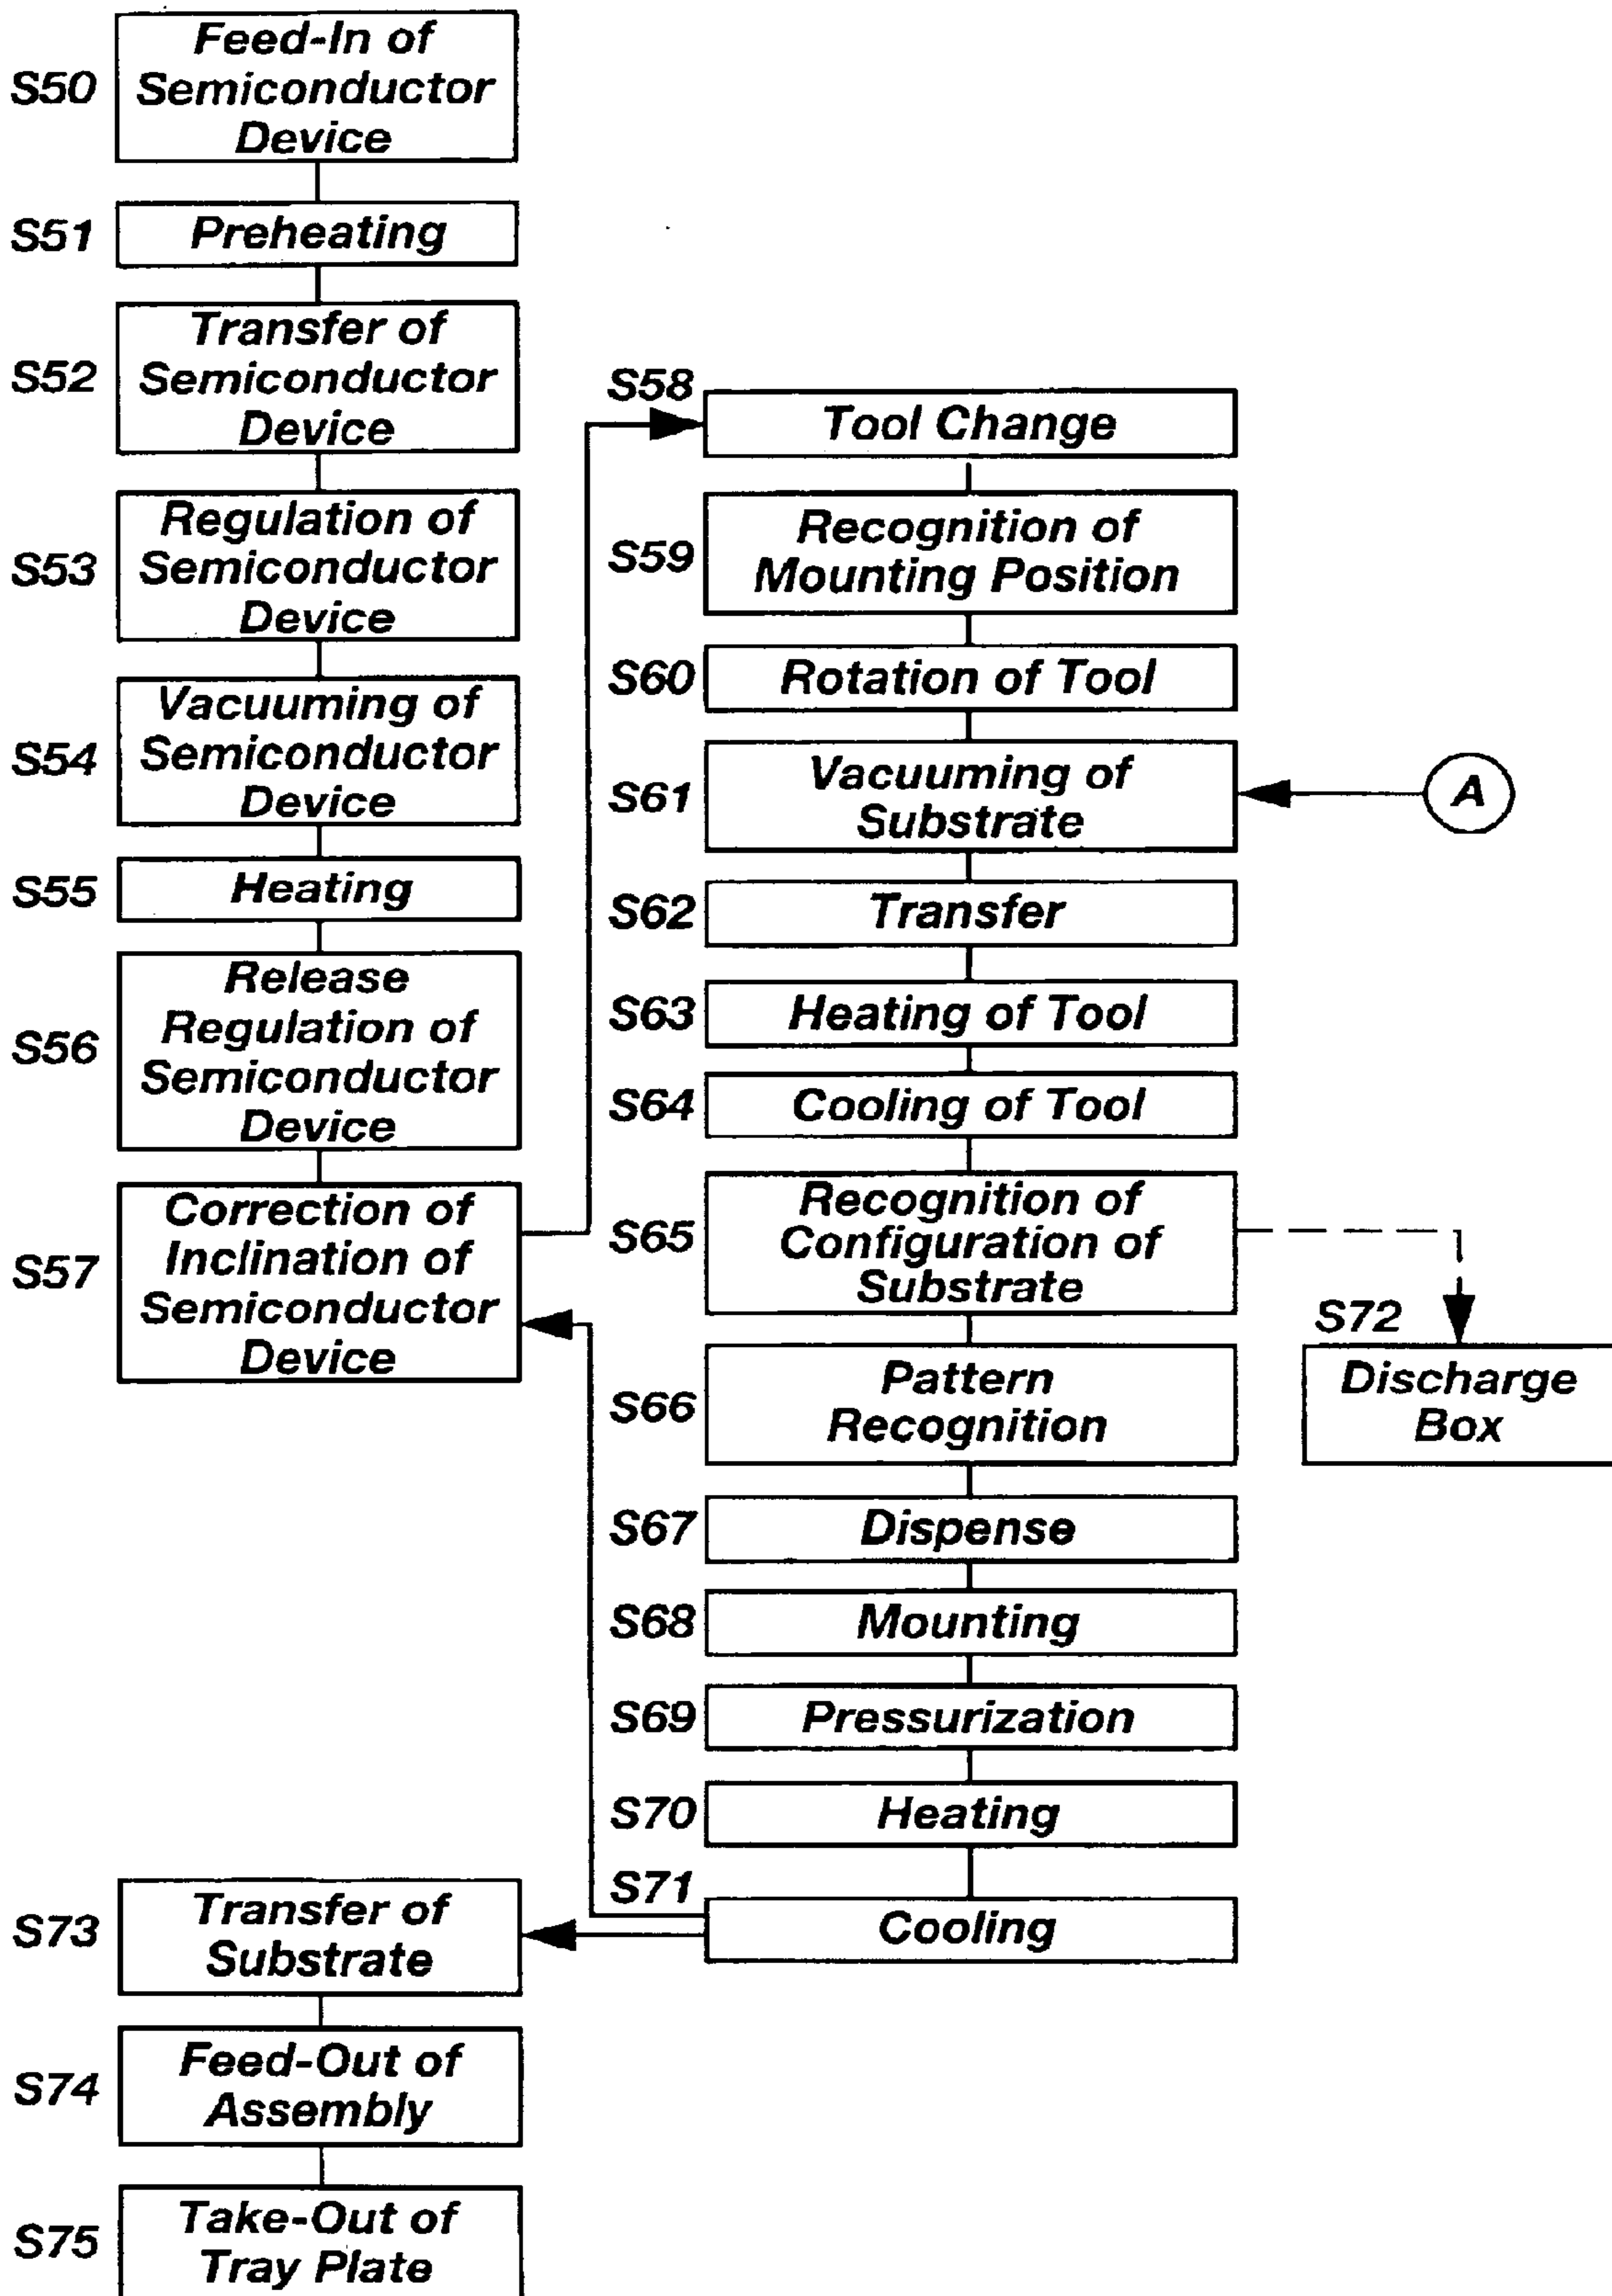 S50
Feed-In of
Semiconductor
Device
S51
Preheating
S52
Transfer of
Semiconductor
Device
S53
Regulation of
Semiconductor
Device
S54
Vacuuming of
Semiconductor
Device
S55
Heating
S56
Release
Regulation of
Semiconductor
Device
S57
Correction of
Inclination of
Semiconductor
Device
S58
Tool Change
S59
Recognition of
Mounting Position
S60
Rotation of Tool
S61
Vacuuming of
Substrate
A
S62
Transfer
S63
Heating of Tool
S64
Cooling of Tool
S65
Recognition of
Configuration of
Substrate
S72
Discharge
Box
S66
Pattern
Recognition
S67
Dispense
S68
Mounting
S69
Pressurization
S70
Heating
S71
Cooling
S73
Transfer of
Substrate
S74
Feed-Out of
Assembly
S75
Take-Out of
Tray Plate